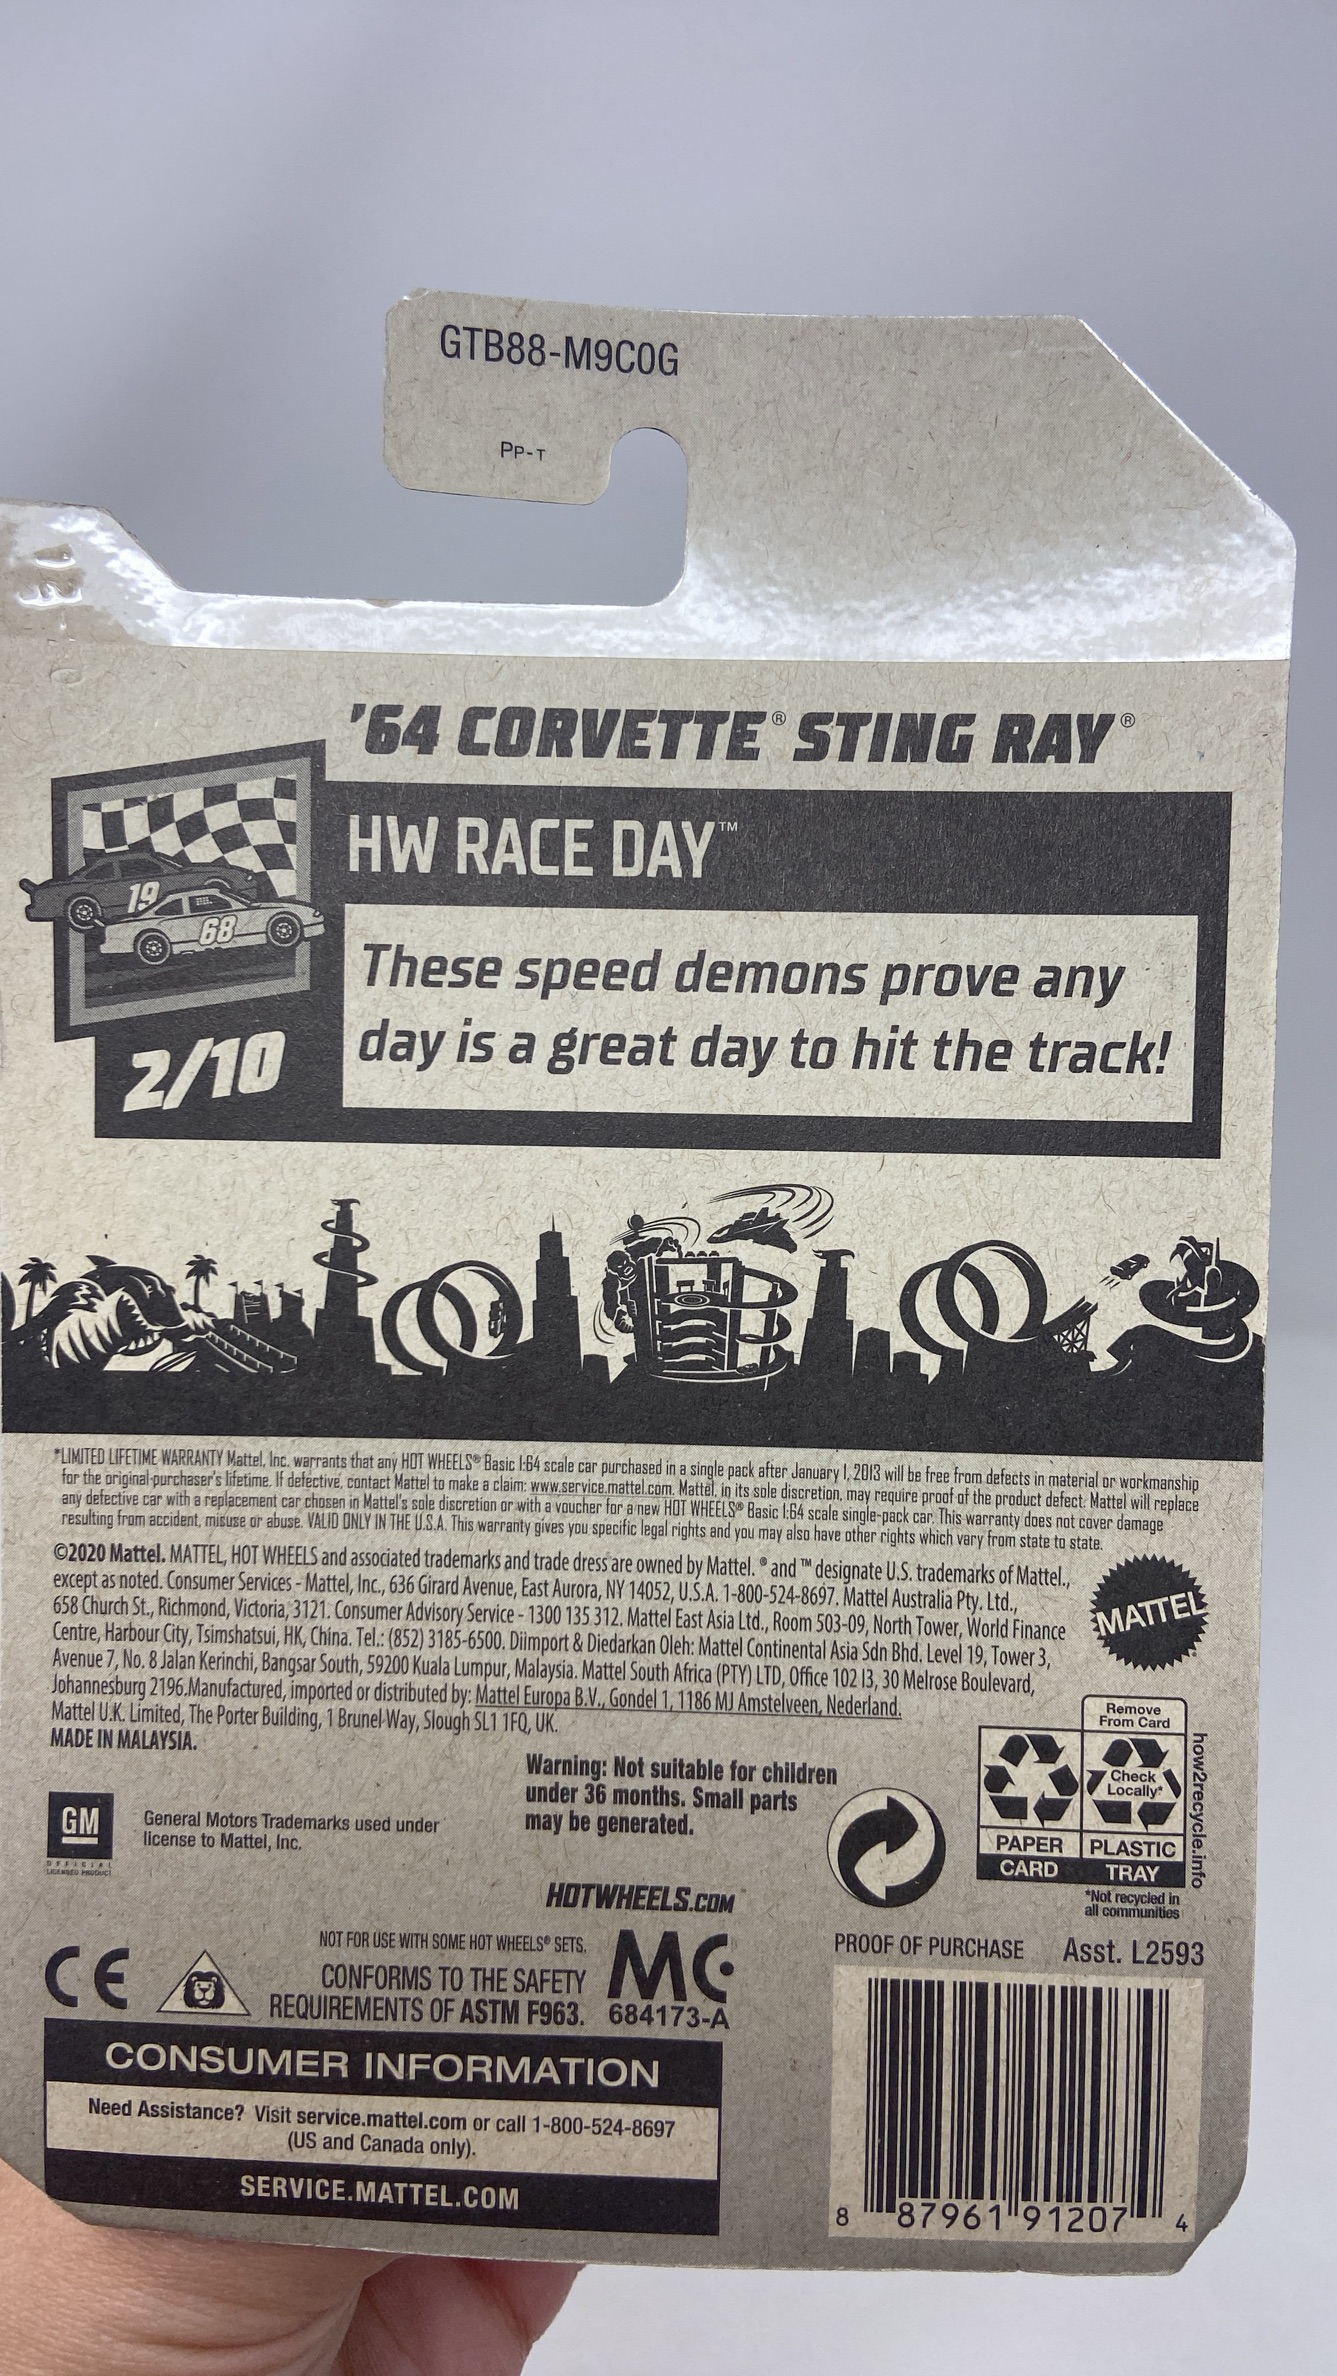 GTB88-M9C0G
PP-T
'64 CORVETTE® STING RAY®
HW RACE DAY™
19
68
2/10
These speed demons prove any
day is a great day to hit the track!
*LIMITED LIFETIME WARRANTY Mattel, Inc. warrants that any HOT WHEELS® Basic 1:64 scale car purchased in a single pack after January 1, 2013 will be free from defects in material or workmanship
for the original-purchaser's lifetime. If defective, contact Mattel to make a claim: www.service.mattel.com. Mattel, in its sole discretion, may require proof of the product defect. Mattel will replace
any defective car with a replacement car chosen in Mattel's sole discretion or with a voucher for a new HOT WHEELS® Basic 1:64 scale single-pack car. This warranty does not cover damage
resulting from accident, misuse or abuse. VALID ONLY IN THE U.S.A. This warranty gives you specific legal rights and you may also have other rights which vary from state to state.
©2020 Mattel. MATTEL, HOT WHEELS and associated trademarks and trade dress are owned by Mattel. ® and ™ designate U.S. trademarks of Mattel.,
except as noted. Consumer Services - Mattel, Inc., 636 Girard Avenue, East Aurora, NY 14052, U.S.A. 1-800-524-8697. Mattel Australia Pty. Ltd.,
658 Church St., Richmond, Victoria, 3121. Consumer Advisory Service - 1300 135 312. Mattel East Asia Ltd., Room 503-09, North Tower, World Finance
Centre, Harbour City, Tsimshatsui, HK, China. Tel.: (852) 3185-6500. Diimport & Diedarkan Oleh: Mattel Continental Asia Sdn Bhd. Level 19, Tower 3,
Avenue 7, No. 8 Jalan Kerinchi, Bangsar South, 59200 Kuala Lumpur, Malaysia. Mattel South Africa (PTY) LTD, Office 102 I3, 30 Melrose Boulevard,
Johannesburg 2196.Manufactured, imported or distributed by: Mattel Europa B.V., Gondel 1, 1186 MJ Amstelveen, Nederland.
Mattel U.K. Limited, The Porter Building, 1 Brunel Way, Slough SL1 1FQ, UK.
MADE IN MALAYSIA.
MATTEL
Remove
From Card
Check
Locally*
PAPER
PLASTIC
CARD
TRAY
how2recycle.info
*Not recycled in
all communities
Warning: Not suitable for children
under 36 months. Small parts
may be generated.
GM
OFFICIAL
LICENSED PRODUCT
General Motors Trademarks used under
license to Mattel, Inc.
HOTWHEELS.COM
NOT FOR USE WITH SOME HOT WHEELS® SETS.
CE
CONFORMS TO THE SAFETY
REQUIREMENTS OF ASTM F963.
MC
684173-A
PROOF OF PURCHASE
Asst. L2593
CONSUMER INFORMATION
Need Assistance? Visit service.mattel.com or call 1-800-524-8697
(US and Canada only).
SERVICE.MATTEL.COM
8 87961 91207 4